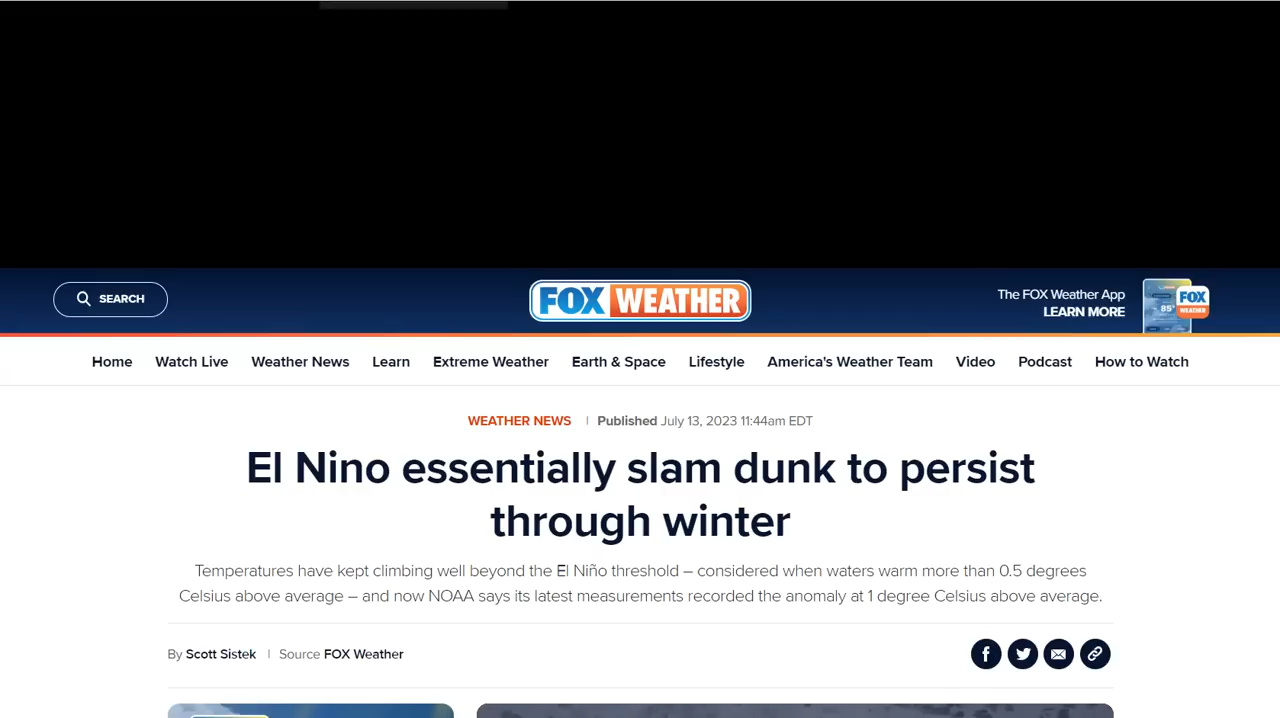 SEARCH
FOX WEATHER
The FOX Weather App
LEARN MORE
85°
FOX
WEATHER
Home Watch Live Weather News Learn Extreme Weather Earth & Space Lifestyle America's Weather Team Video Podcast How to Watch
WEATHER NEWS | Published July 13, 2023 11:44am EDT
El Nino essentially slam dunk to persist
through winter
Temperatures have kept climbing well beyond the El Niño threshold – considered when waters warm more than 0.5 degrees
Celsius above average – and now NOAA says its latest measurements recorded the anomaly at 1 degree Celsius above average.
By Scott Sistek | Source FOX Weather